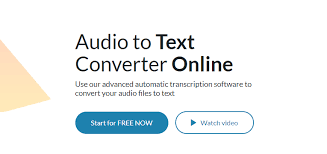 Audio to Text
Converter Online
Use our advanced automatic transcription software to
convert your audio files to text
Start for FREE NOW
Watch video